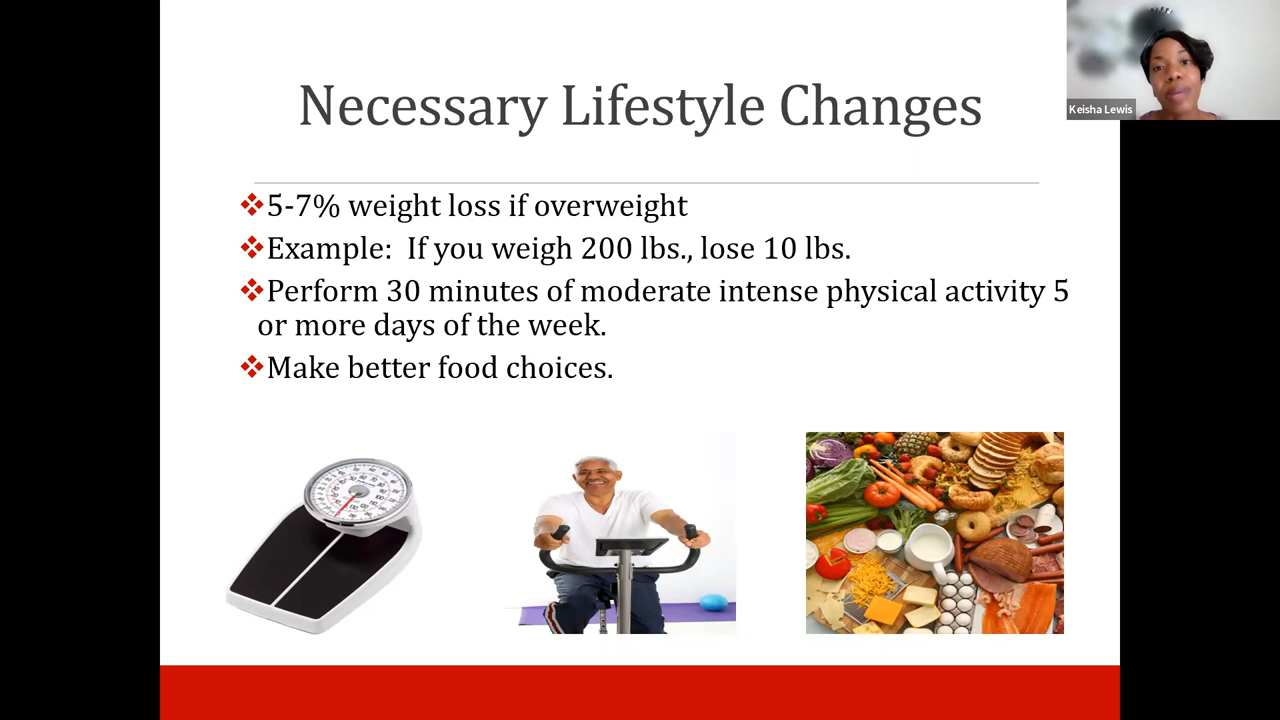 Necessary Lifestyle Changes
Keisha Lewis
❖5-7% weight loss if overweight
❖Example:  If you weigh 200 lbs., lose 10 lbs.
❖Perform 30 minutes of moderate intense physical activity 5
or more days of the week.
❖Make better food choices.